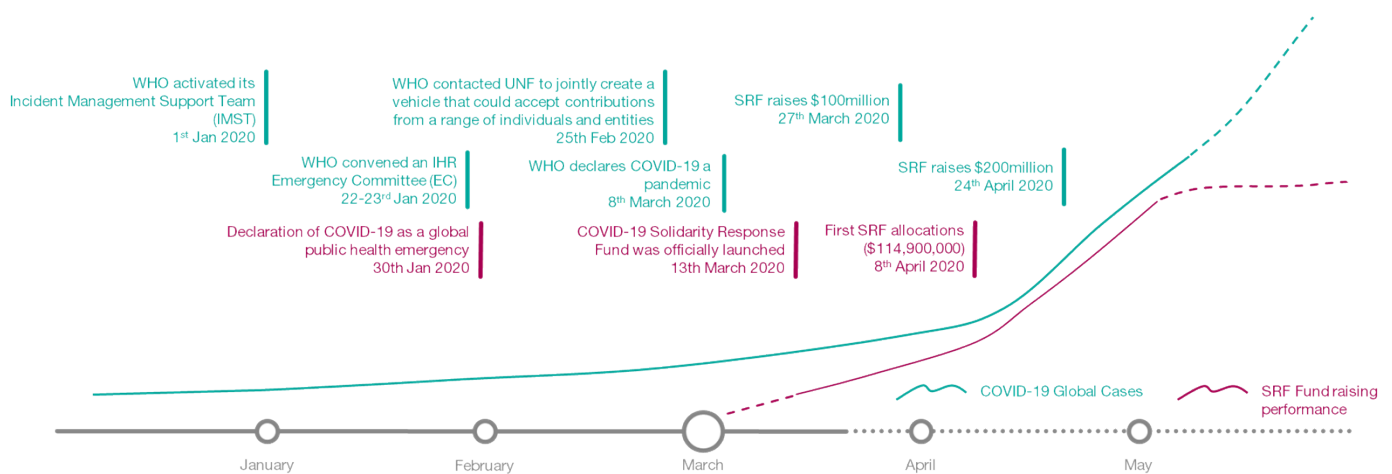 WHO activated its
Incident Management Support Team
(IMST)
1st Jan 2020
WHO contacted UNF to jointly create a
vehicle that could accept contributions
from a range of individuals and entities
25th Feb 2020
SRF raises $100million
27th March 2020
WHO convened an IHR
Emergency Committee (EC)
22-23rd Jan 2020
WHO declares COVID-19 a
pandemic
8th March 2020
SRF raises $200million
24th April 2020
Declaration of COVID-19 as a global
public health emergency
30th Jan 2020
COVID-19 Solidarity Response
Fund was officially launched
13th March 2020
First SRF allocations
($114,900,000)
8th April 2020
COVID-19 Global Cases
SRF Fund raising
performance
January
February
March
April
May